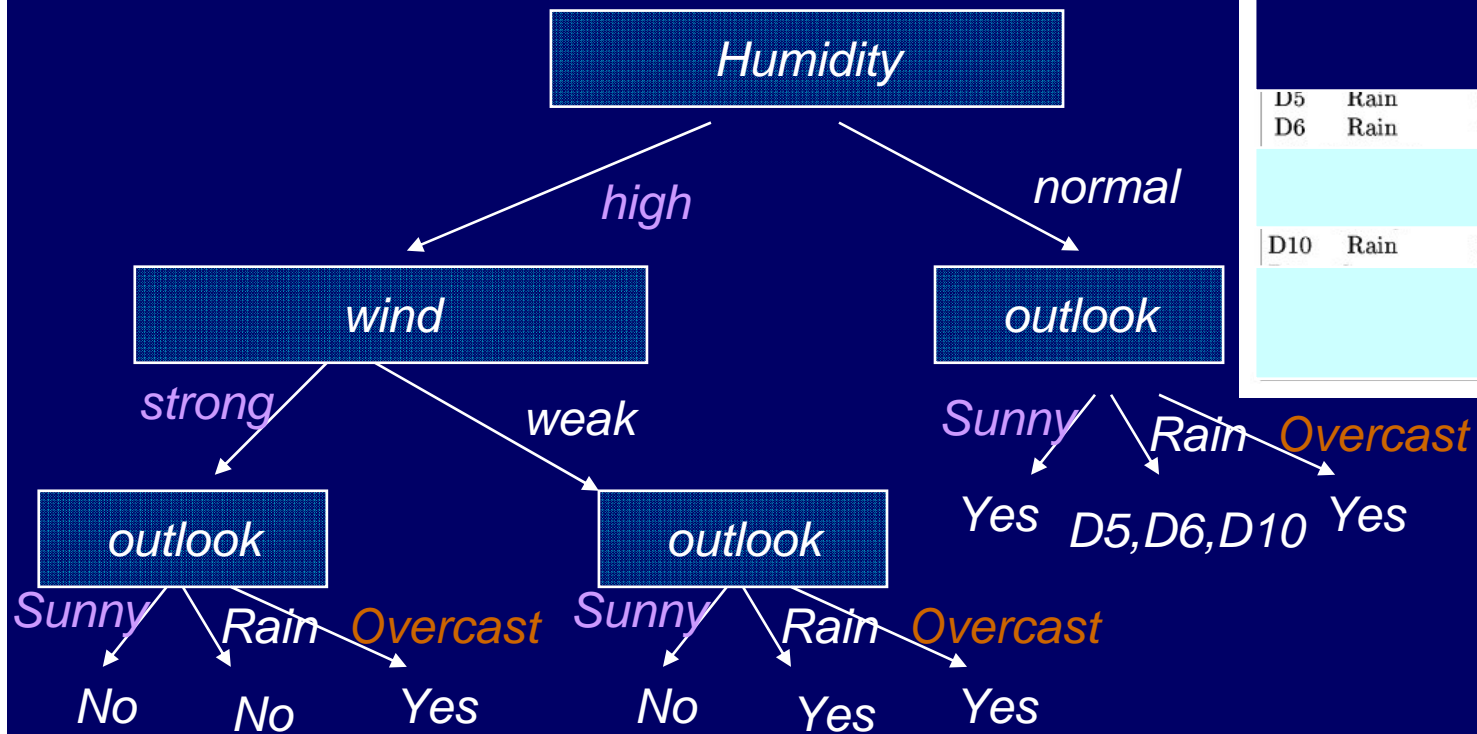 Humidity
D5 Rain
D6 Rain
high
normal
D10 Rain
wind
outlook
strong
weak
Sunny Rain Overcast
Yes D5,D6,D10 Yes
outlook
outlook
Sunny Rain Overcast Sunny Rain Overcast
No No Yes No Yes Yes